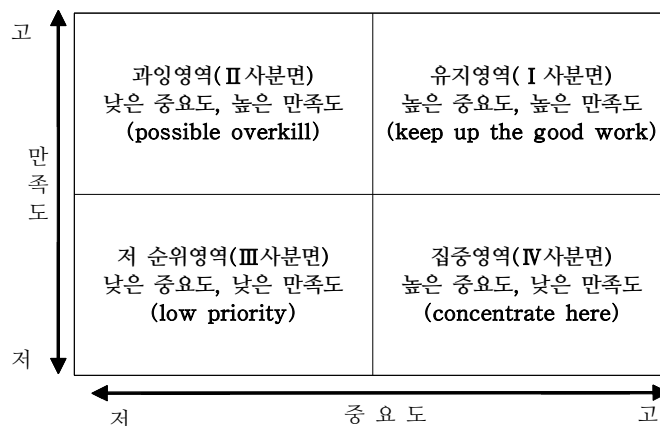 고
과잉영역(Ⅱ사분면)
낮은 중요도, 높은 만족도
(possible overkill)
유지영역(Ⅰ사분면)
높은 중요도, 높은 만족도
(keep up the good work)
만
족
도
저 순위영역(Ⅲ사분면)
낮은 중요도, 낮은 만족도
(low priority)
집중영역(Ⅳ사분면)
높은 중요도, 낮은 만족도
(concentrate here)
저
저 중 요 도 고